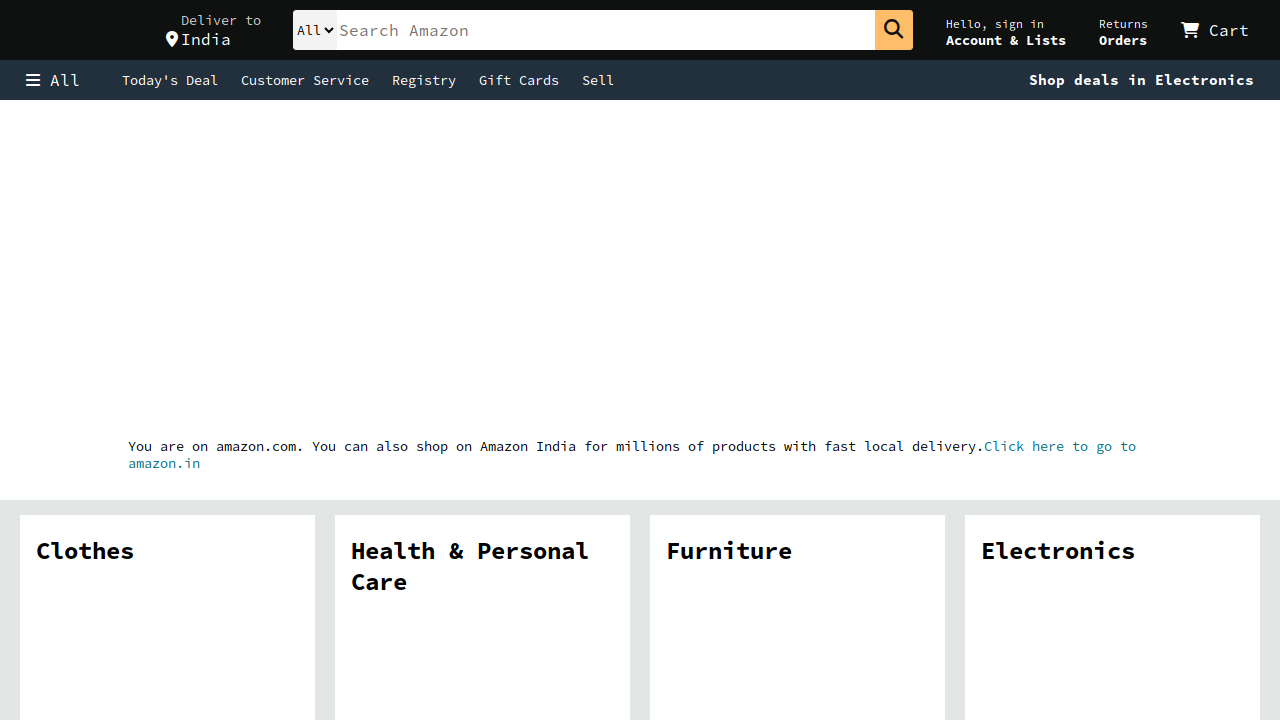 Deliver to
India
All
Search Amazon
Hello, sign in
Account & Lists
Returns
Orders
Cart
All
Today's Deal
Customer Service
Registry
Gift Cards
Sell
Shop deals in Electronics
You are on amazon.com. You can also shop on Amazon India for millions of products with fast local delivery.Click here to go to
amazon.in
Clothes
Health & Personal
Care
Furniture
Electronics